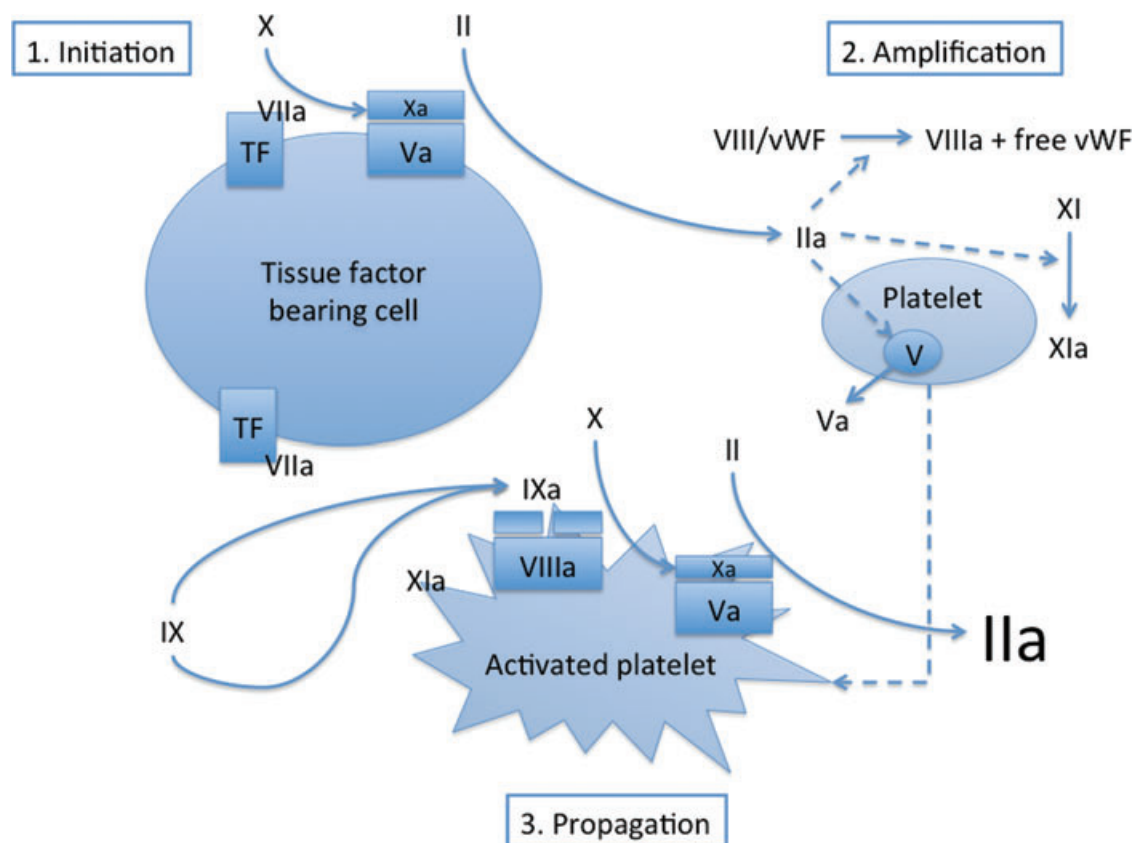 1. Initiation
X
II
2. Amplification
VIIa
Xa
TF
Va
VIII/vWF
VIIIa + free vWF
XI
IIa
Tissue factor
bearing cell
Platelet
V
XIa
Va
TF
VIIa
X
II
IXa
VIIIa
XIa
Xa
Va
IX
IIa
Activated platelet
3. Propagation